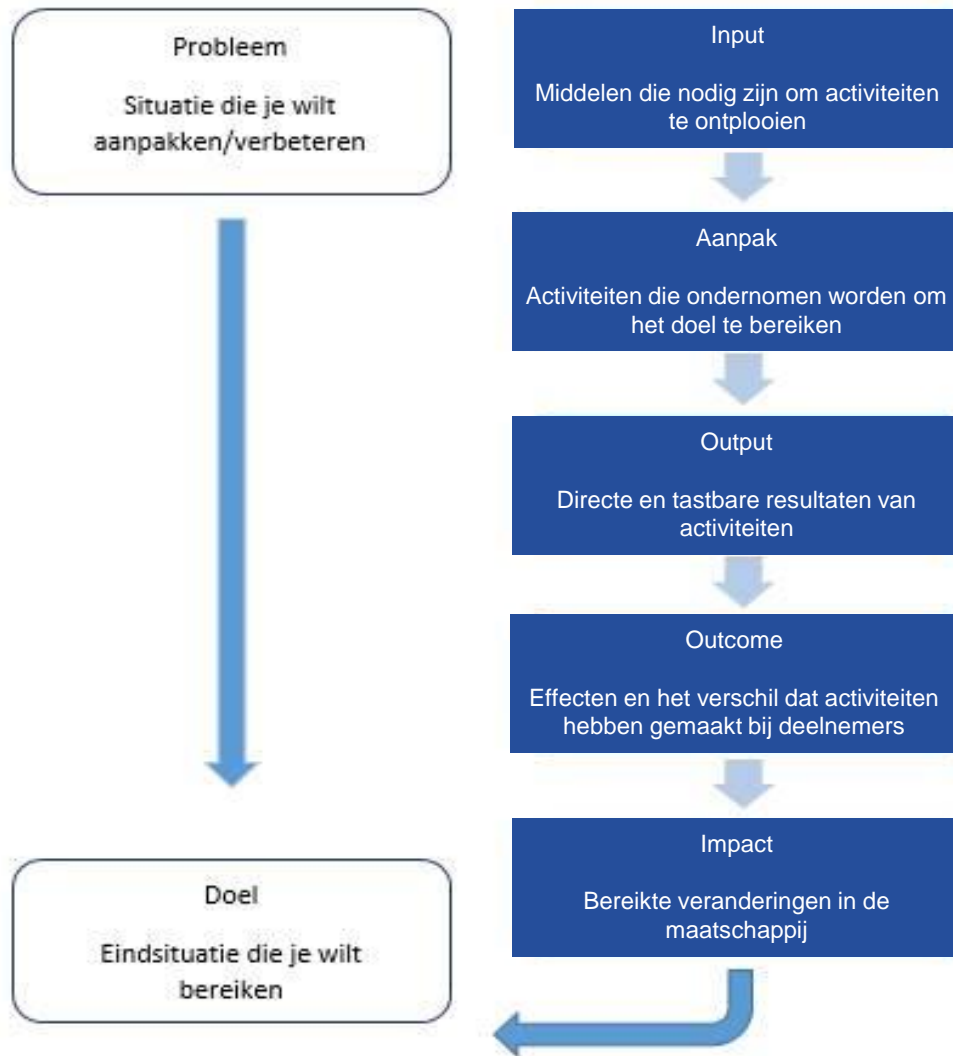 Probleem
Situatie die je wilt
aanpakken/verbeteren
Doel
Eindsituatie die je wilt
bereiken
Input
Middelen die nodig zijn om activiteiten
te ontplooien
Aanpak
Activiteiten die ondernomen worden om
het doel te bereiken
Output
Directe en tastbare resultaten van
activiteiten
Outcome
Effecten en het verschil dat activiteiten
hebben gemaakt bij deelnemers
Impact
Bereikte veranderingen in de
maatschappij